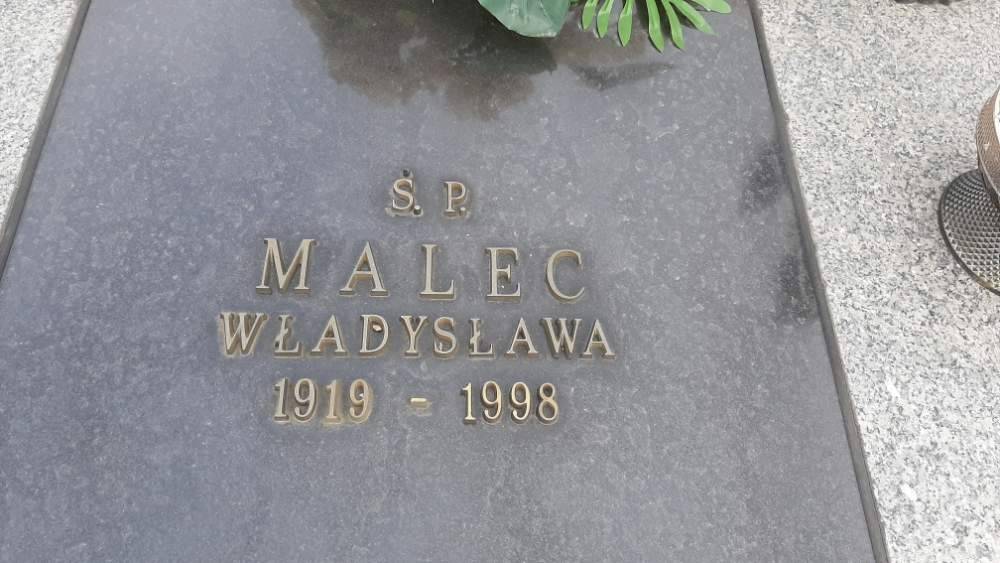 Ś. P.
MALEC
WŁADYSŁAWA
1919 - 1998